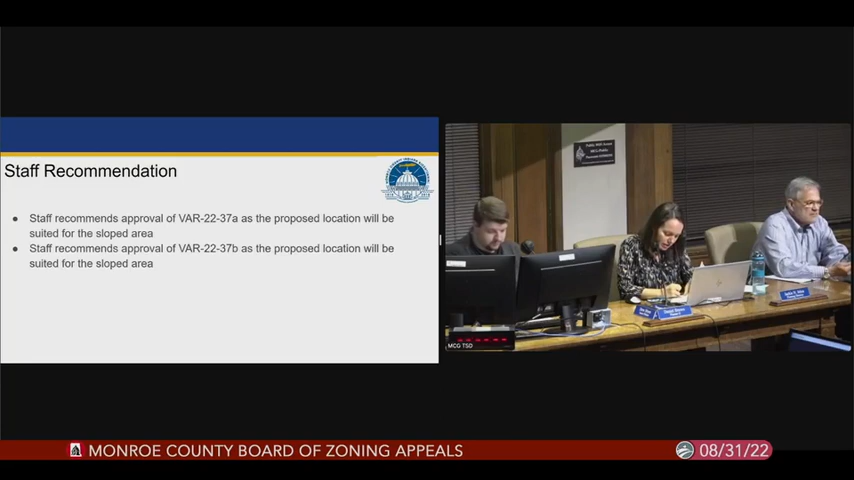 Staff Recommendation
● Staff recommends approval of VAR-22-37a as the proposed location will be
suited for the sloped area
● Staff recommends approval of VAR-22-37b as the proposed location will be
suited for the sloped area
MCG TSD
MONROE COUNTY BOARD OF ZONING APPEALS
08/31/22